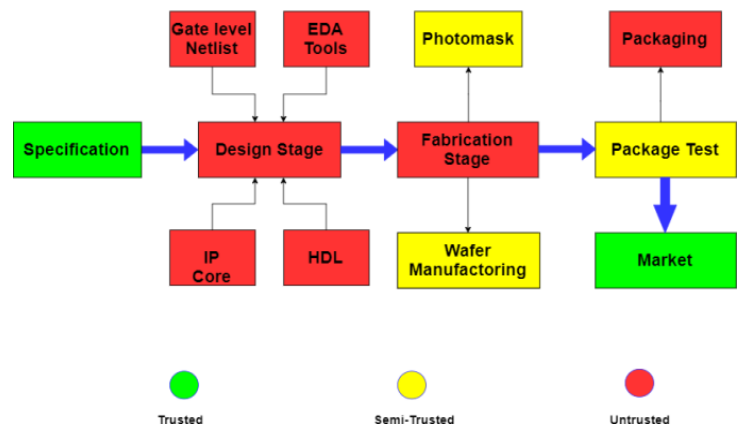 Gate level
Netlist
EDA
Tools
Photomask
Packaging
Specification
Design Stage
Fabrication
Stage
Package Test
IP
Core
HDL
Wafer
Manufactoring
Market
Trusted
Semi-Trusted
Untrusted